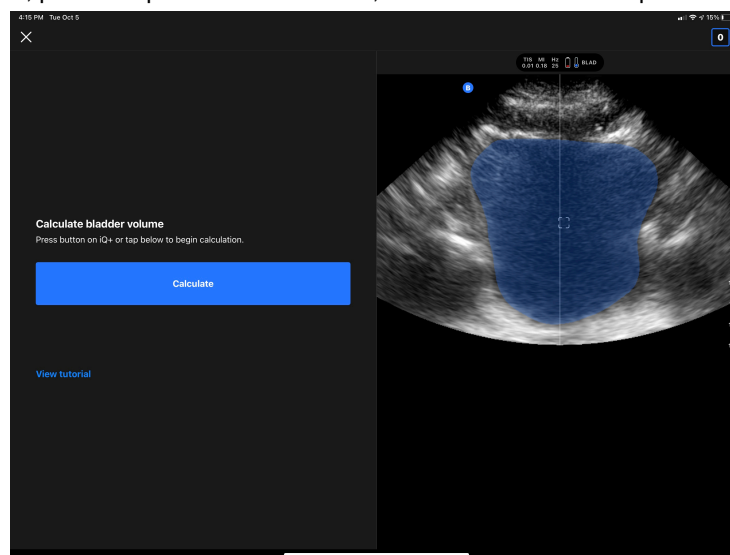 4:15 PM Tue Oct 5
15%
0
TIS MI Hz
0.01 0.18 25
BLAD
B
Calculate bladder volume
Press button on iQ+ or tap below to begin calculation.
Calculate
View tutorial